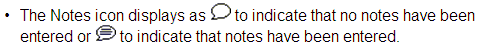 • The Notes icon displays as to indicate that no notes have been
entered or to indicate that notes have been entered.